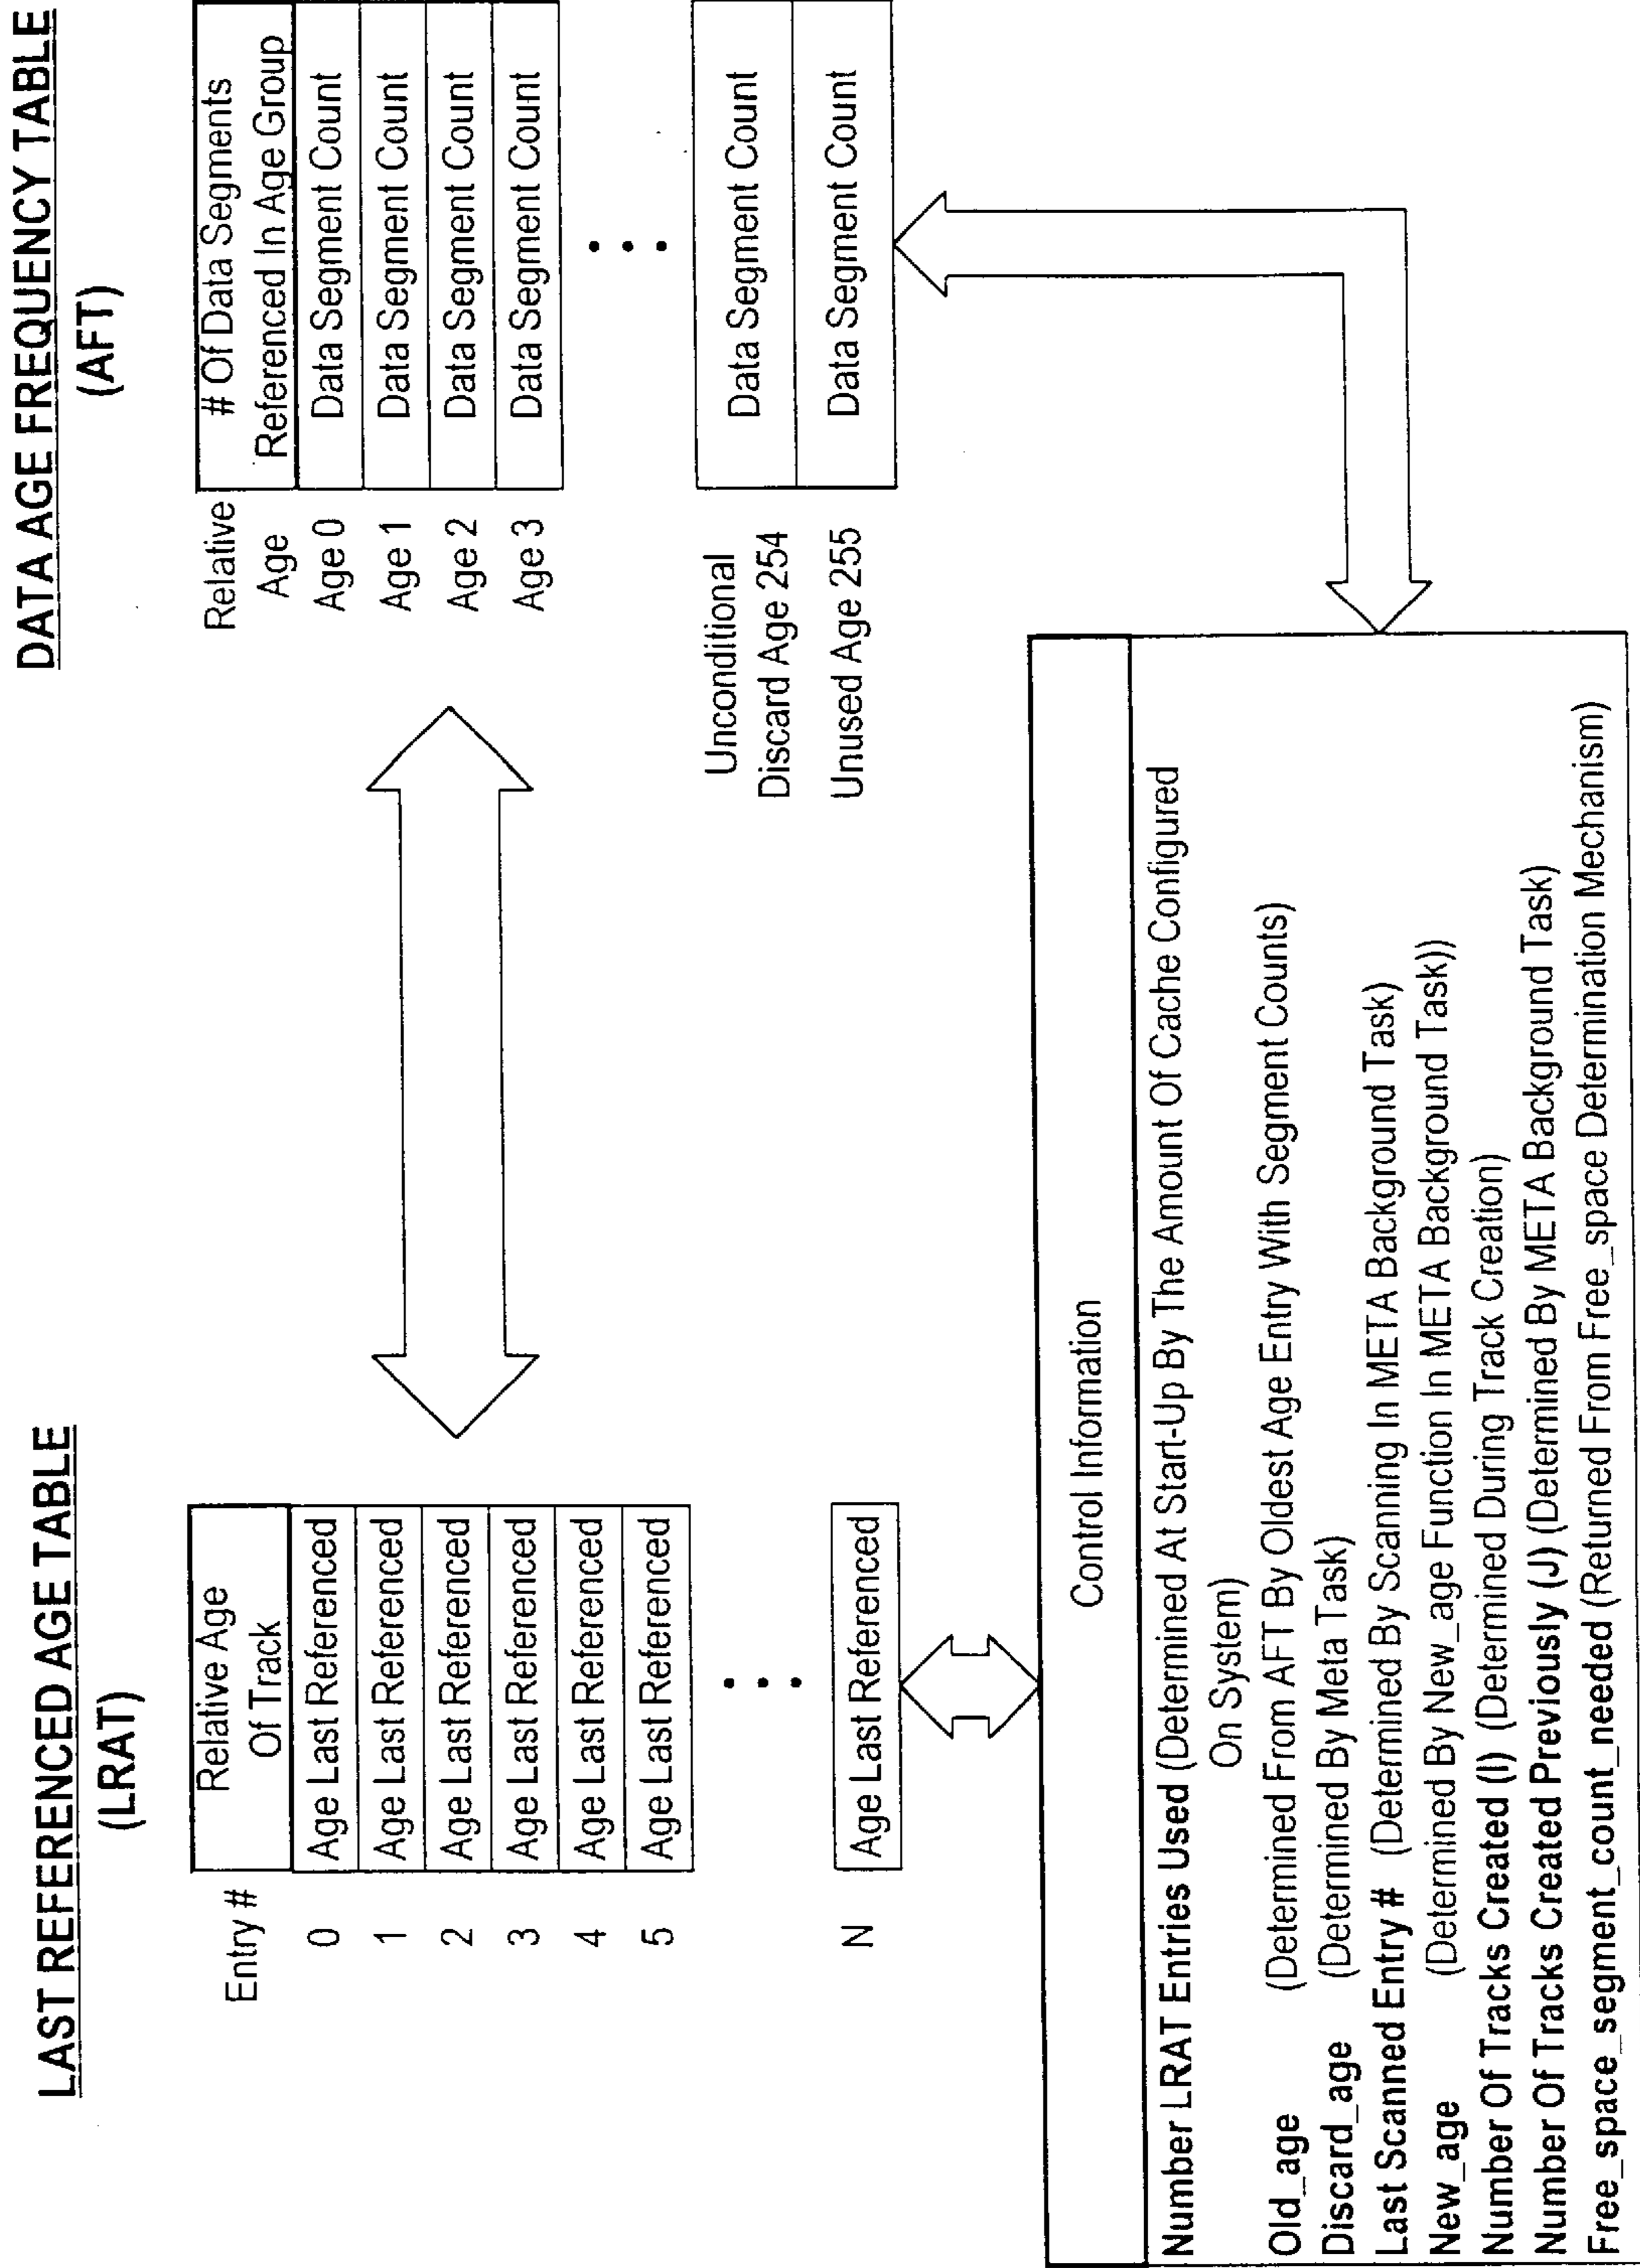 LAST REFERENCED AGE TABLE
(LRAT)
Relative Age
Of Track
Entry #
0 Age Last Referenced
1 Age Last Referenced
2 Age Last Referenced
3 Age Last Referenced
4 Age Last Referenced
5 Age Last Referenced
N Age Last Referenced
DATA AGE FREQUENCY TABLE
(AFT)
Relative # Of Data Segments
Age Referenced In Age Group
Age 0 Data Segment Count
Age 1 Data Segment Count
Age 2 Data Segment Count
Age 3 Data Segment Count
Unconditional
Discard Age 254 Data Segment Count
Unused Age 255 Data Segment Count
Control Information
Number LRAT Entries Used (Determined At Start-Up By The Amount Of Cache Configured
On System)
Old_age (Determined From AFT By Oldest Age Entry With Segment Counts)
Discard_age (Determined By Meta Task)
Last Scanned Entry # (Determined By Scanning In META Background Task)
New_age (Determined By New_age Function In META Background Task))
Number Of Tracks Created (I) (Determined During Track Creation)
Number Of Tracks Created Previously (J) (Determined By META Background Task)
Free_space_segment_count_needed (Returned From Free_space Determination Mechanism)